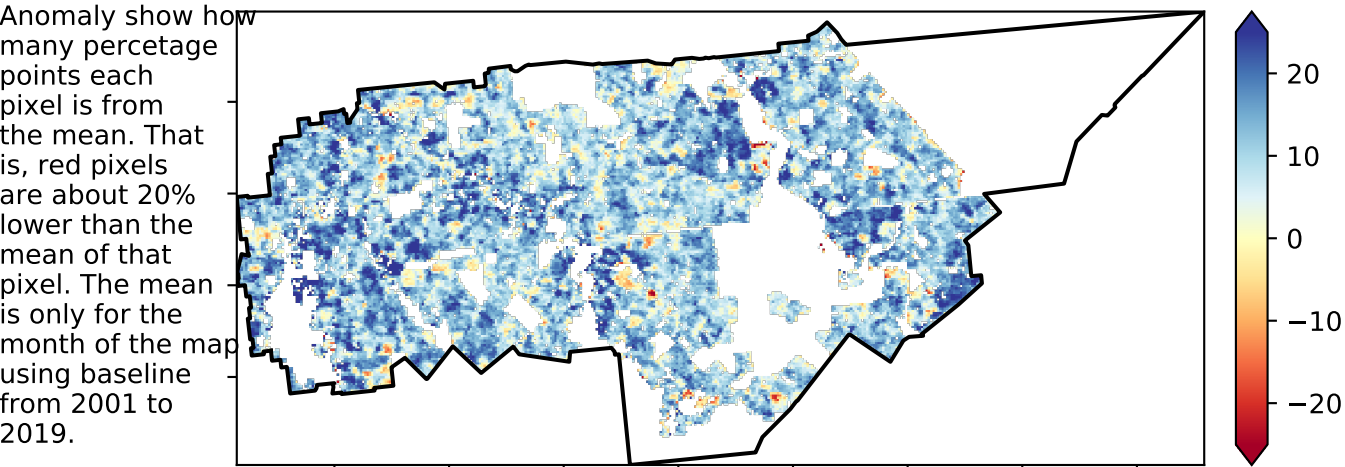 Anomaly show how
many percetage
points each
pixel is from
the mean. That
is, red pixels
are about 20%
lower than the
mean of that
pixel. The mean
is only for the
month of the map
using baseline
from 2001 to
2019.
20
10
0
−10
−20